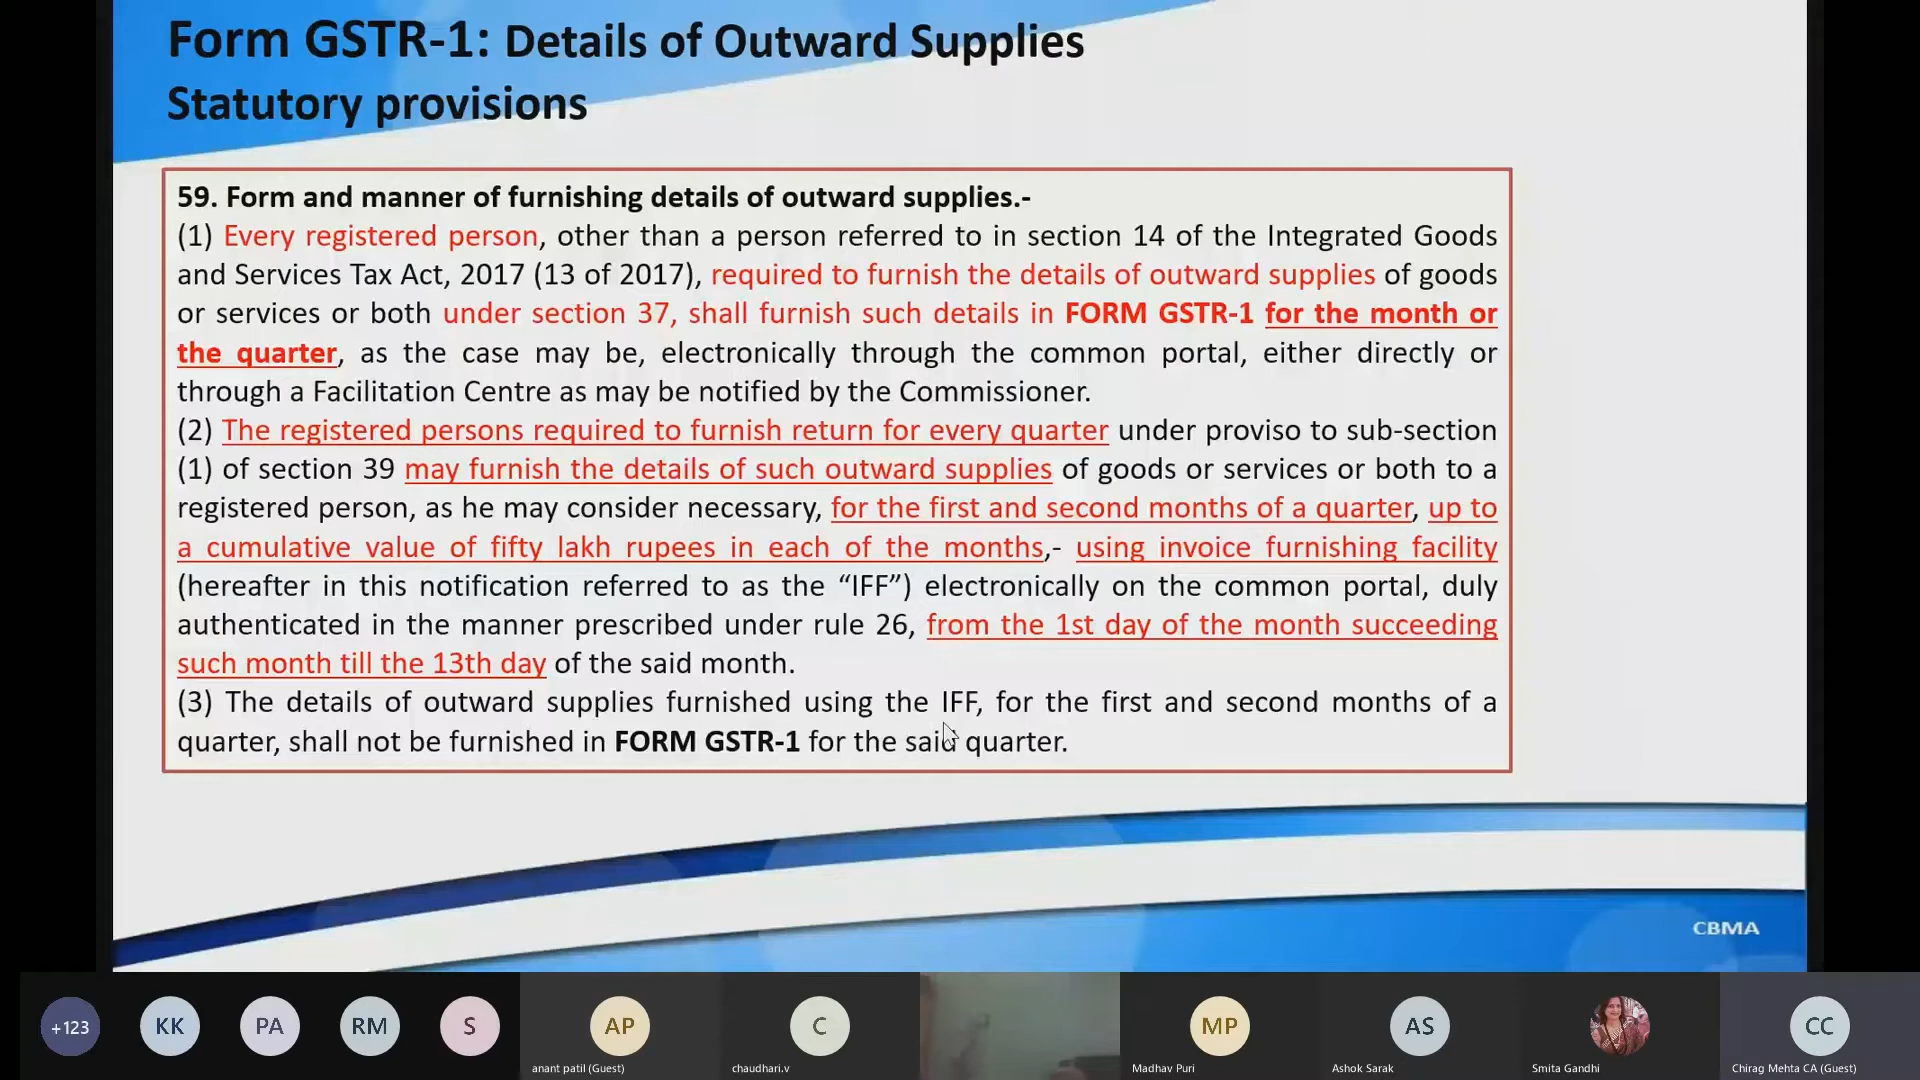 Form GSTR-1: Details of Outward Supplies
Statutory provisions
59. Form and manner of furnishing details of outward supplies.-
(1) Every registered person, other than a person referred to in section 14 of the Integrated Goods
and Services Tax Act, 2017 (13 of 2017), required to furnish the details of outward supplies of goods
or services or both under section 37, shall furnish such details in FORM GSTR-1 for the month or
the quarter, as the case may be, electronically through the common portal, either directly or
through a Facilitation Centre as may be notified by the Commissioner.
(2) The registered persons required to furnish return for every quarter under proviso to sub-section
(1) of section 39 may furnish the details of such outward supplies of goods or services or both to a
registered person, as he may consider necessary, for the first and second months of a quarter, up to
a cumulative value of fifty lakh rupees in each of the months,- using invoice furnishing facility
(hereafter in this notification referred to as the “IFF”) electronically on the common portal, duly
authenticated in the manner prescribed under rule 26, from the 1st day of the month succeeding
such month till the 13th day of the said month.
(3) The details of outward supplies furnished using the IFF, for the first and second months of a
quarter, shall not be furnished in FORM GSTR-1 for the said quarter.
CBMA
+123 KK PA RM S AP C MP AS CC
anant patil (Guest) chaudhari.v Madhav Puri Ashok Sarak Smita Gandhi Chirag Mehta CA (Guest)